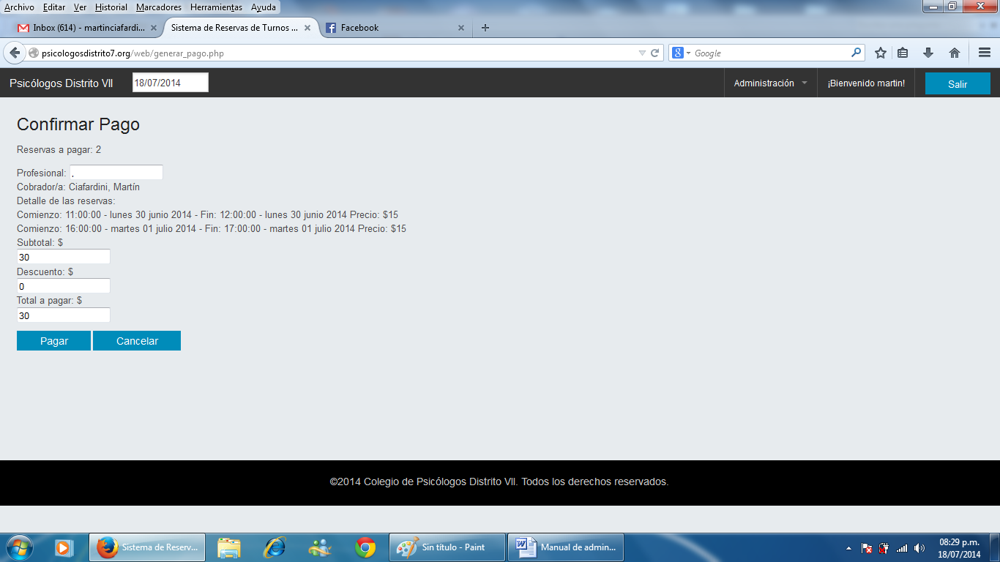 Archivo Editar Ver Historial Marcadores Herramientas Ayuda
Inbox (614) - martinciafardi... Sistema de Reservas de Turnos ... Facebook
psicologosdistrito7.org/web/generar_pago.php Google
Psicólogos Distrito VII 18/07/2014 Administración ¡Bienvenido martin! Salir
Confirmar Pago
Reservas a pagar: 2
Profesional: ,
Cobrador/a: Ciafardini, Martín
Detalle de las reservas:
Comienzo: 11:00:00 - lunes 30 junio 2014 - Fin: 12:00:00 - lunes 30 junio 2014 Precio: $15
Comienzo: 16:00:00 - martes 01 julio 2014 - Fin: 17:00:00 - martes 01 julio 2014 Precio: $15
Subtotal: $
30
Descuento: $
0
Total a pagar: $
30
Pagar Cancelar
©2014 Colegio de Psicólogos Distrito VII. Todos los derechos reservados.
Sistema de Reserv... Sin título - Paint Manual de admin... 08:29 p.m.
18/07/2014